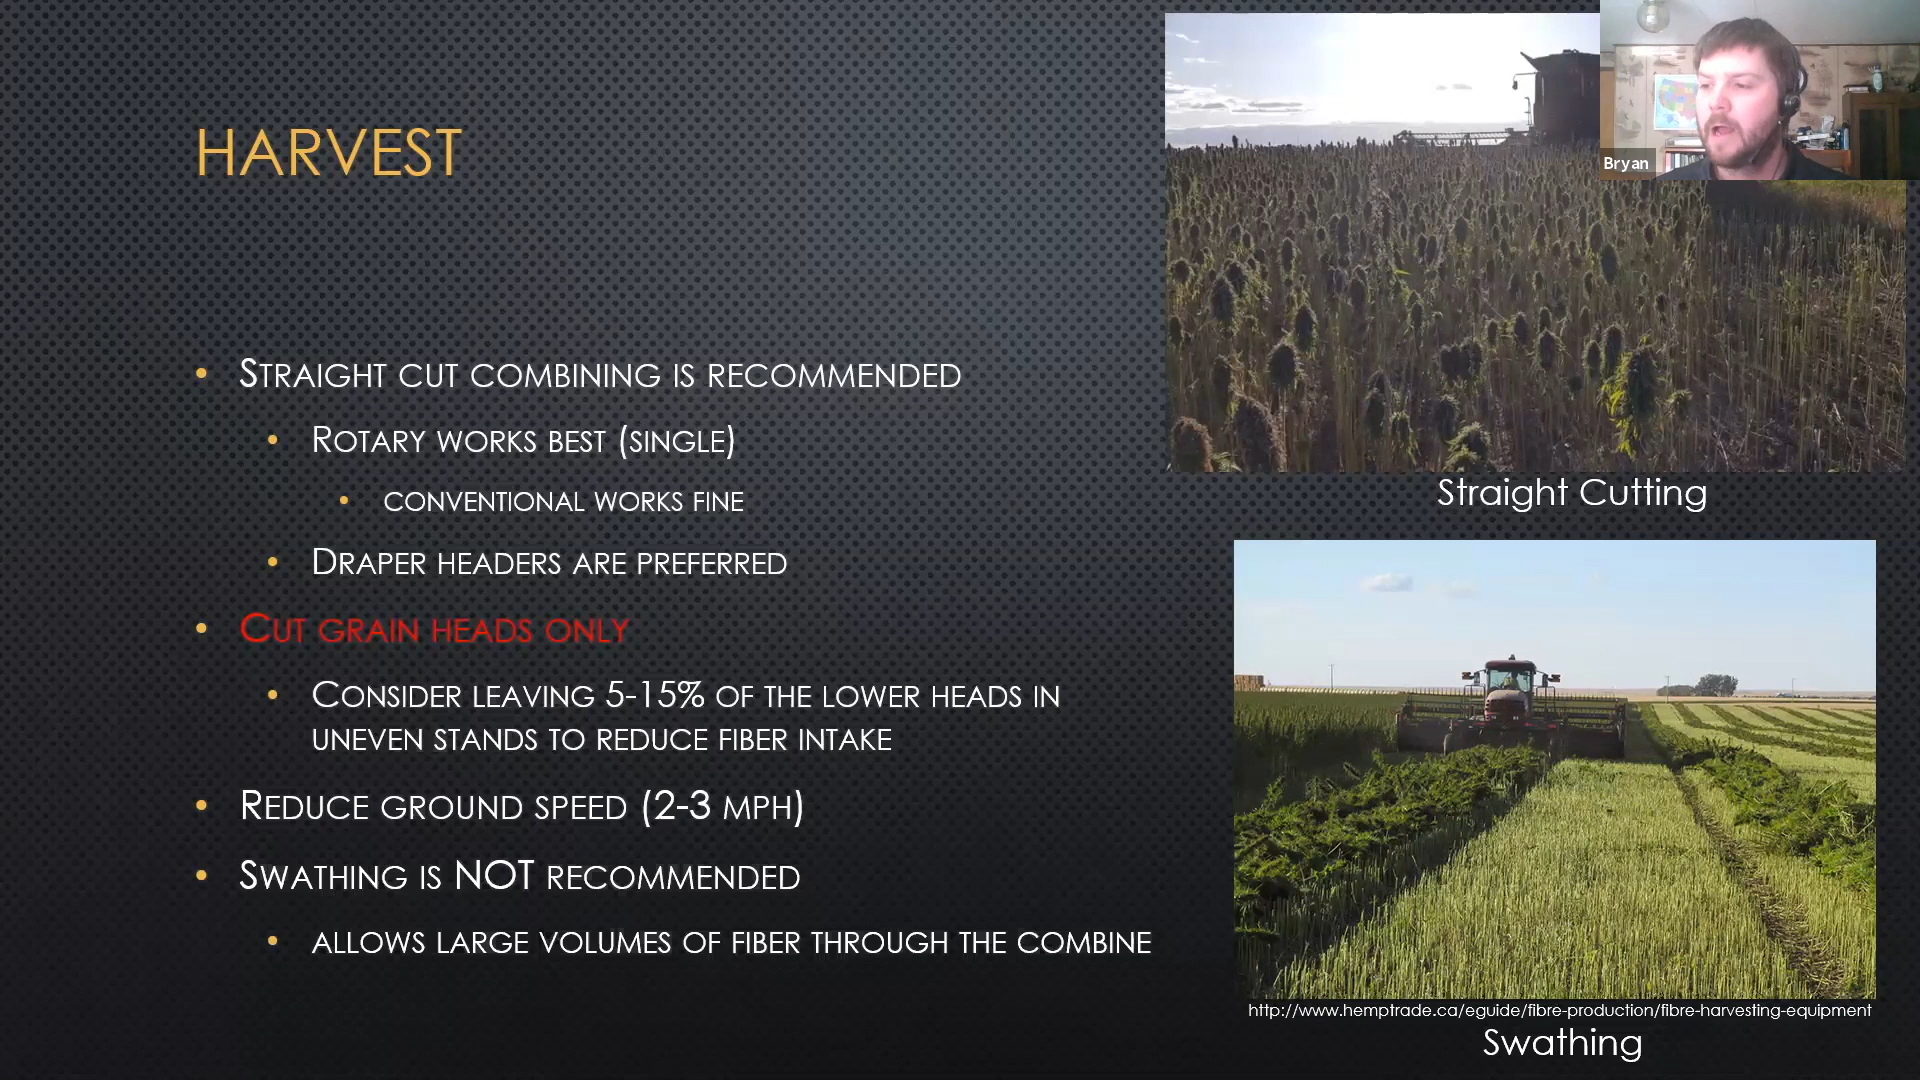 HARVEST
STRAIGHT CUT COMBINING IS RECOMMENDED
ROTARY WORKS BEST (SINGLE)
CONVENTIONAL WORKS FINE
DRAPER HEADERS ARE PREFERRED
CUT GRAIN HEADS ONLY
CONSIDER LEAVING 5-15% OF THE LOWER HEADS IN
UNEVEN STANDS TO REDUCE FIBER INTAKE
REDUCE GROUND SPEED (2-3 MPH)
SWATHING IS NOT RECOMMENDED
ALLOWS LARGE VOLUMES OF FIBER THROUGH THE COMBINE
Bryan
Straight Cutting
http://www.hemptrade.ca/eguide/fibre-production/fibre-harvesting-equipment
Swathing